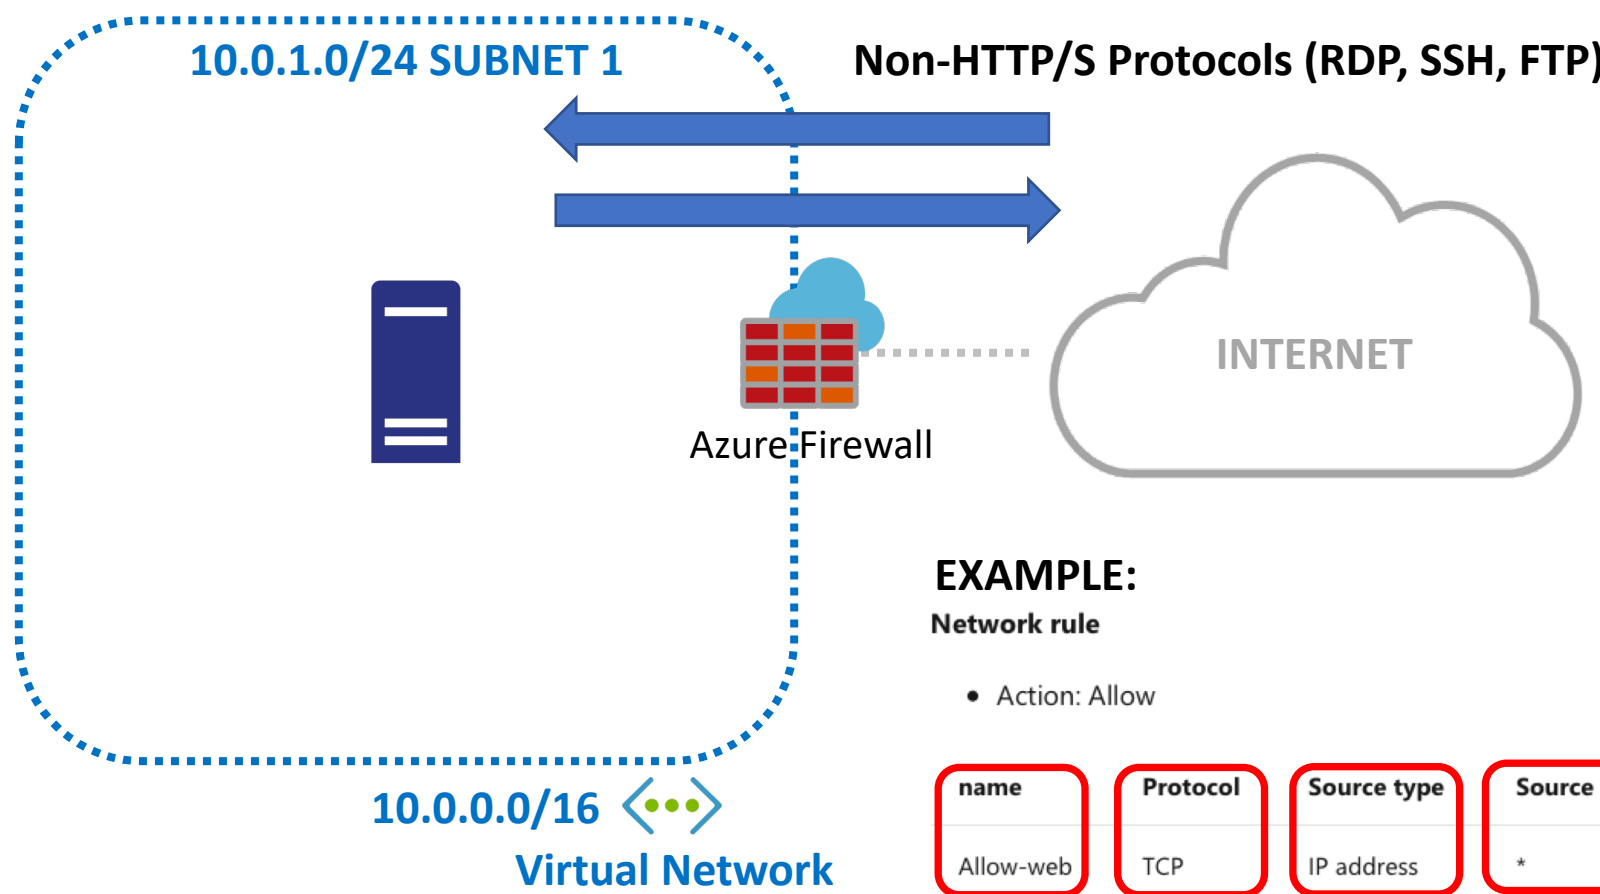 10.0.1.0/24 SUBNET 1
Non-HTTP/S Protocols (RDP, SSH, FTP)
INTERNET
Azure Firewall
EXAMPLE:
Network rule
• Action: Allow
name Protocol Source type Source
Allow-web TCP IP address *
10.0.0.0/16
Virtual Network